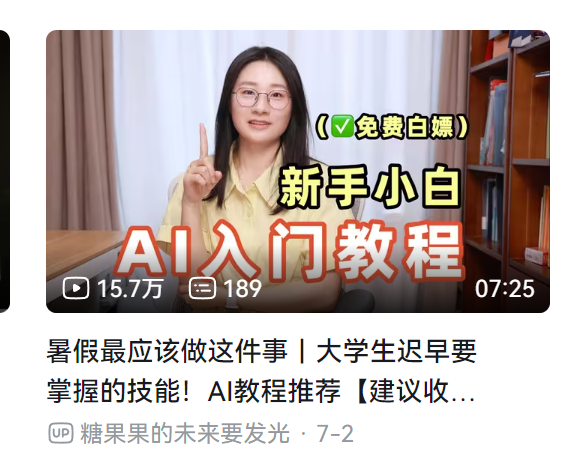 （✅免费白嫖）
新手小白
AI入门教程
15.7万 189 07:25
暑假最应该做这件事丨大学生迟早要
掌握的技能！AI教程推荐【建议收...
UP 糖果果的未来要发光 · 7-2